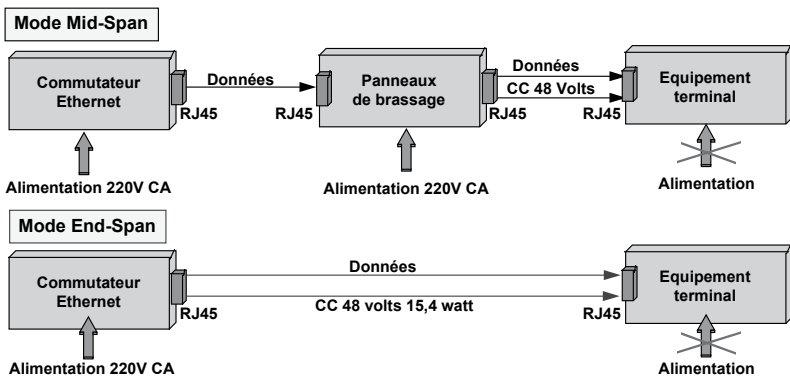 Mode Mid-Span
Commutateur
Ethernet
Données
RJ45
RJ45
Panneaux
de brassage
Données
CC 48 Volts
RJ45
RJ45
Equipement
terminal
Alimentation 220V CA
Alimentation 220V CA
Alimentation
Mode End-Span
Commutateur
Ethernet
Données
CC 48 volts 15,4 watt
RJ45
RJ45
Equipement
terminal
Alimentation 220V CA
Alimentation